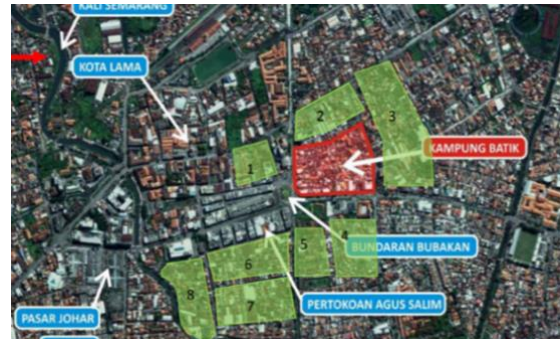 KALI SEMARANG
KOTA LAMA
2
3
KAMPUNG BATIK
1
BUNDARAN BUBAKAN
5
4
6
PERTOKOAN AGUS SALIM
8
7
PASAR JOHAR